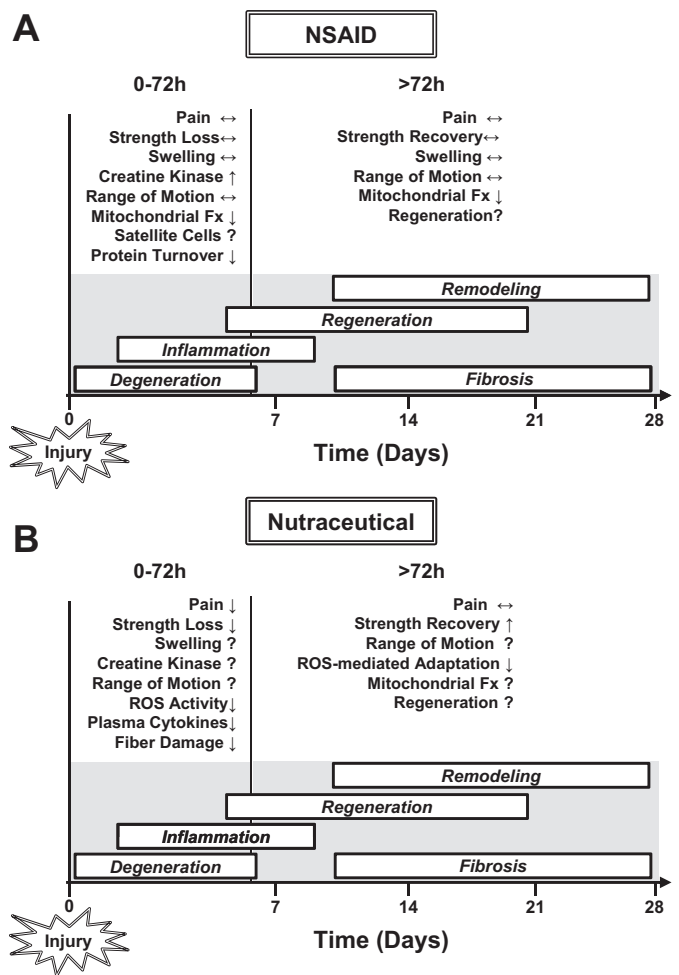 A
NSAID
0-72h
Pain ↔
Strength Loss↔
Swelling ↔
Creatine Kinase ↑
Range of Motion ↔
Mitochondrial Fx ↓
Satellite Cells ?
Protein Turnover ↓
>72h
Pain ↔
Strength Recovery↔
Swelling ↔
Range of Motion ↔
Mitochondrial Fx ↓
Regeneration?
Remodeling
Regeneration
Inflammation
Degeneration
Fibrosis
0
7
14
21
28
Injury
Time (Days)
B
Nutraceutical
0-72h
Pain ↓
Strength Loss ↓
Swelling ?
Creatine Kinase ?
Range of Motion ?
ROS Activity↓
Plasma Cytokines↓
Fiber Damage ↓
>72h
Pain ↔
Strength Recovery ↑
Range of Motion ?
ROS-mediated Adaptation ↓
Mitochondrial Fx ?
Regeneration ?
Remodeling
Regeneration
Inflammation
Degeneration
Fibrosis
0
7
14
21
28
Injury
Time (Days)